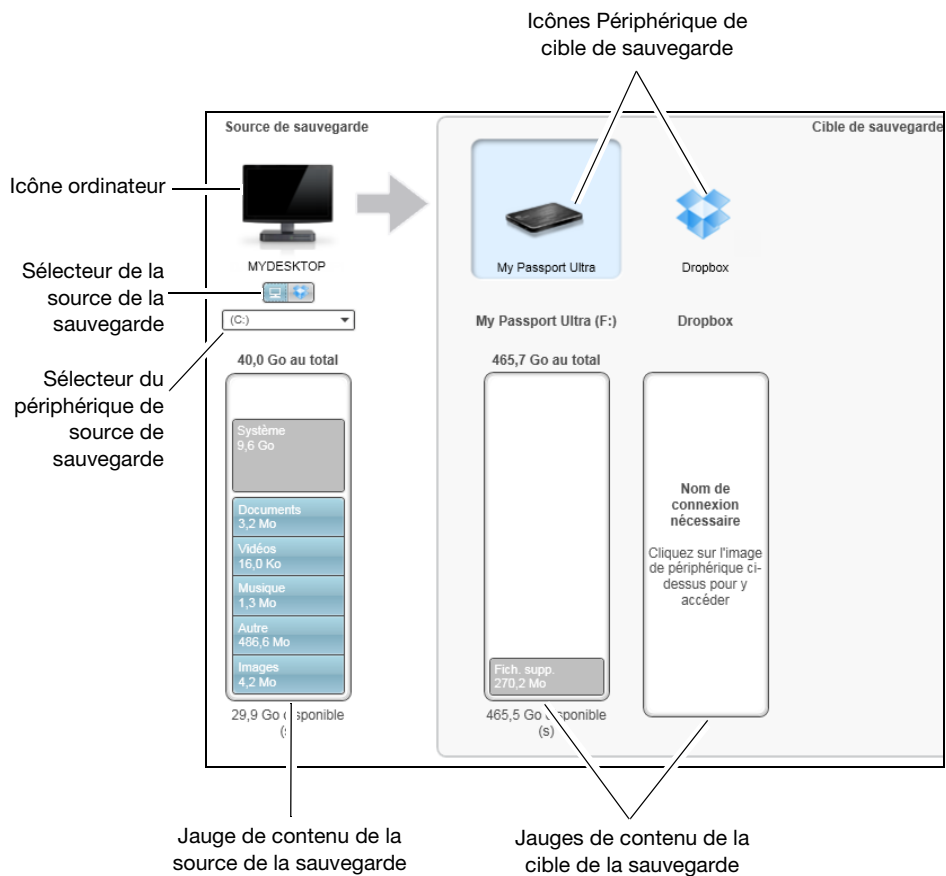 Icônes Périphérique de
cible de sauvegarde
Source de sauvegarde
Cible de sauvegarde
Icône ordinateur
MYDESKTOP
My Passport Ultra
Dropbox
Sélecteur de la
source de la
sauvegarde
(C:)
My Passport Ultra (F:)
Dropbox
Sélecteur du
périphérique de
source de
sauvegarde
40,0 Go au total
465,7 Go au total
Système
9,6 Go
Documents
3,2 Mo
Vidéos
16,0 Ko
Musique
1,3 Mo
Autre
486,6 Mo
Images
4,2 Mo
29,9 Go disponible
(s)
Fich. supp.
270,2 Mo
465,5 Go disponible
(s)
Nom de
connexion
nécessaire
Cliquez sur l'image
de périphérique ci-
dessus pour y
accéder
Jauge de contenu de la
source de la sauvegarde
Jauges de contenu de la
cible de la sauvegarde